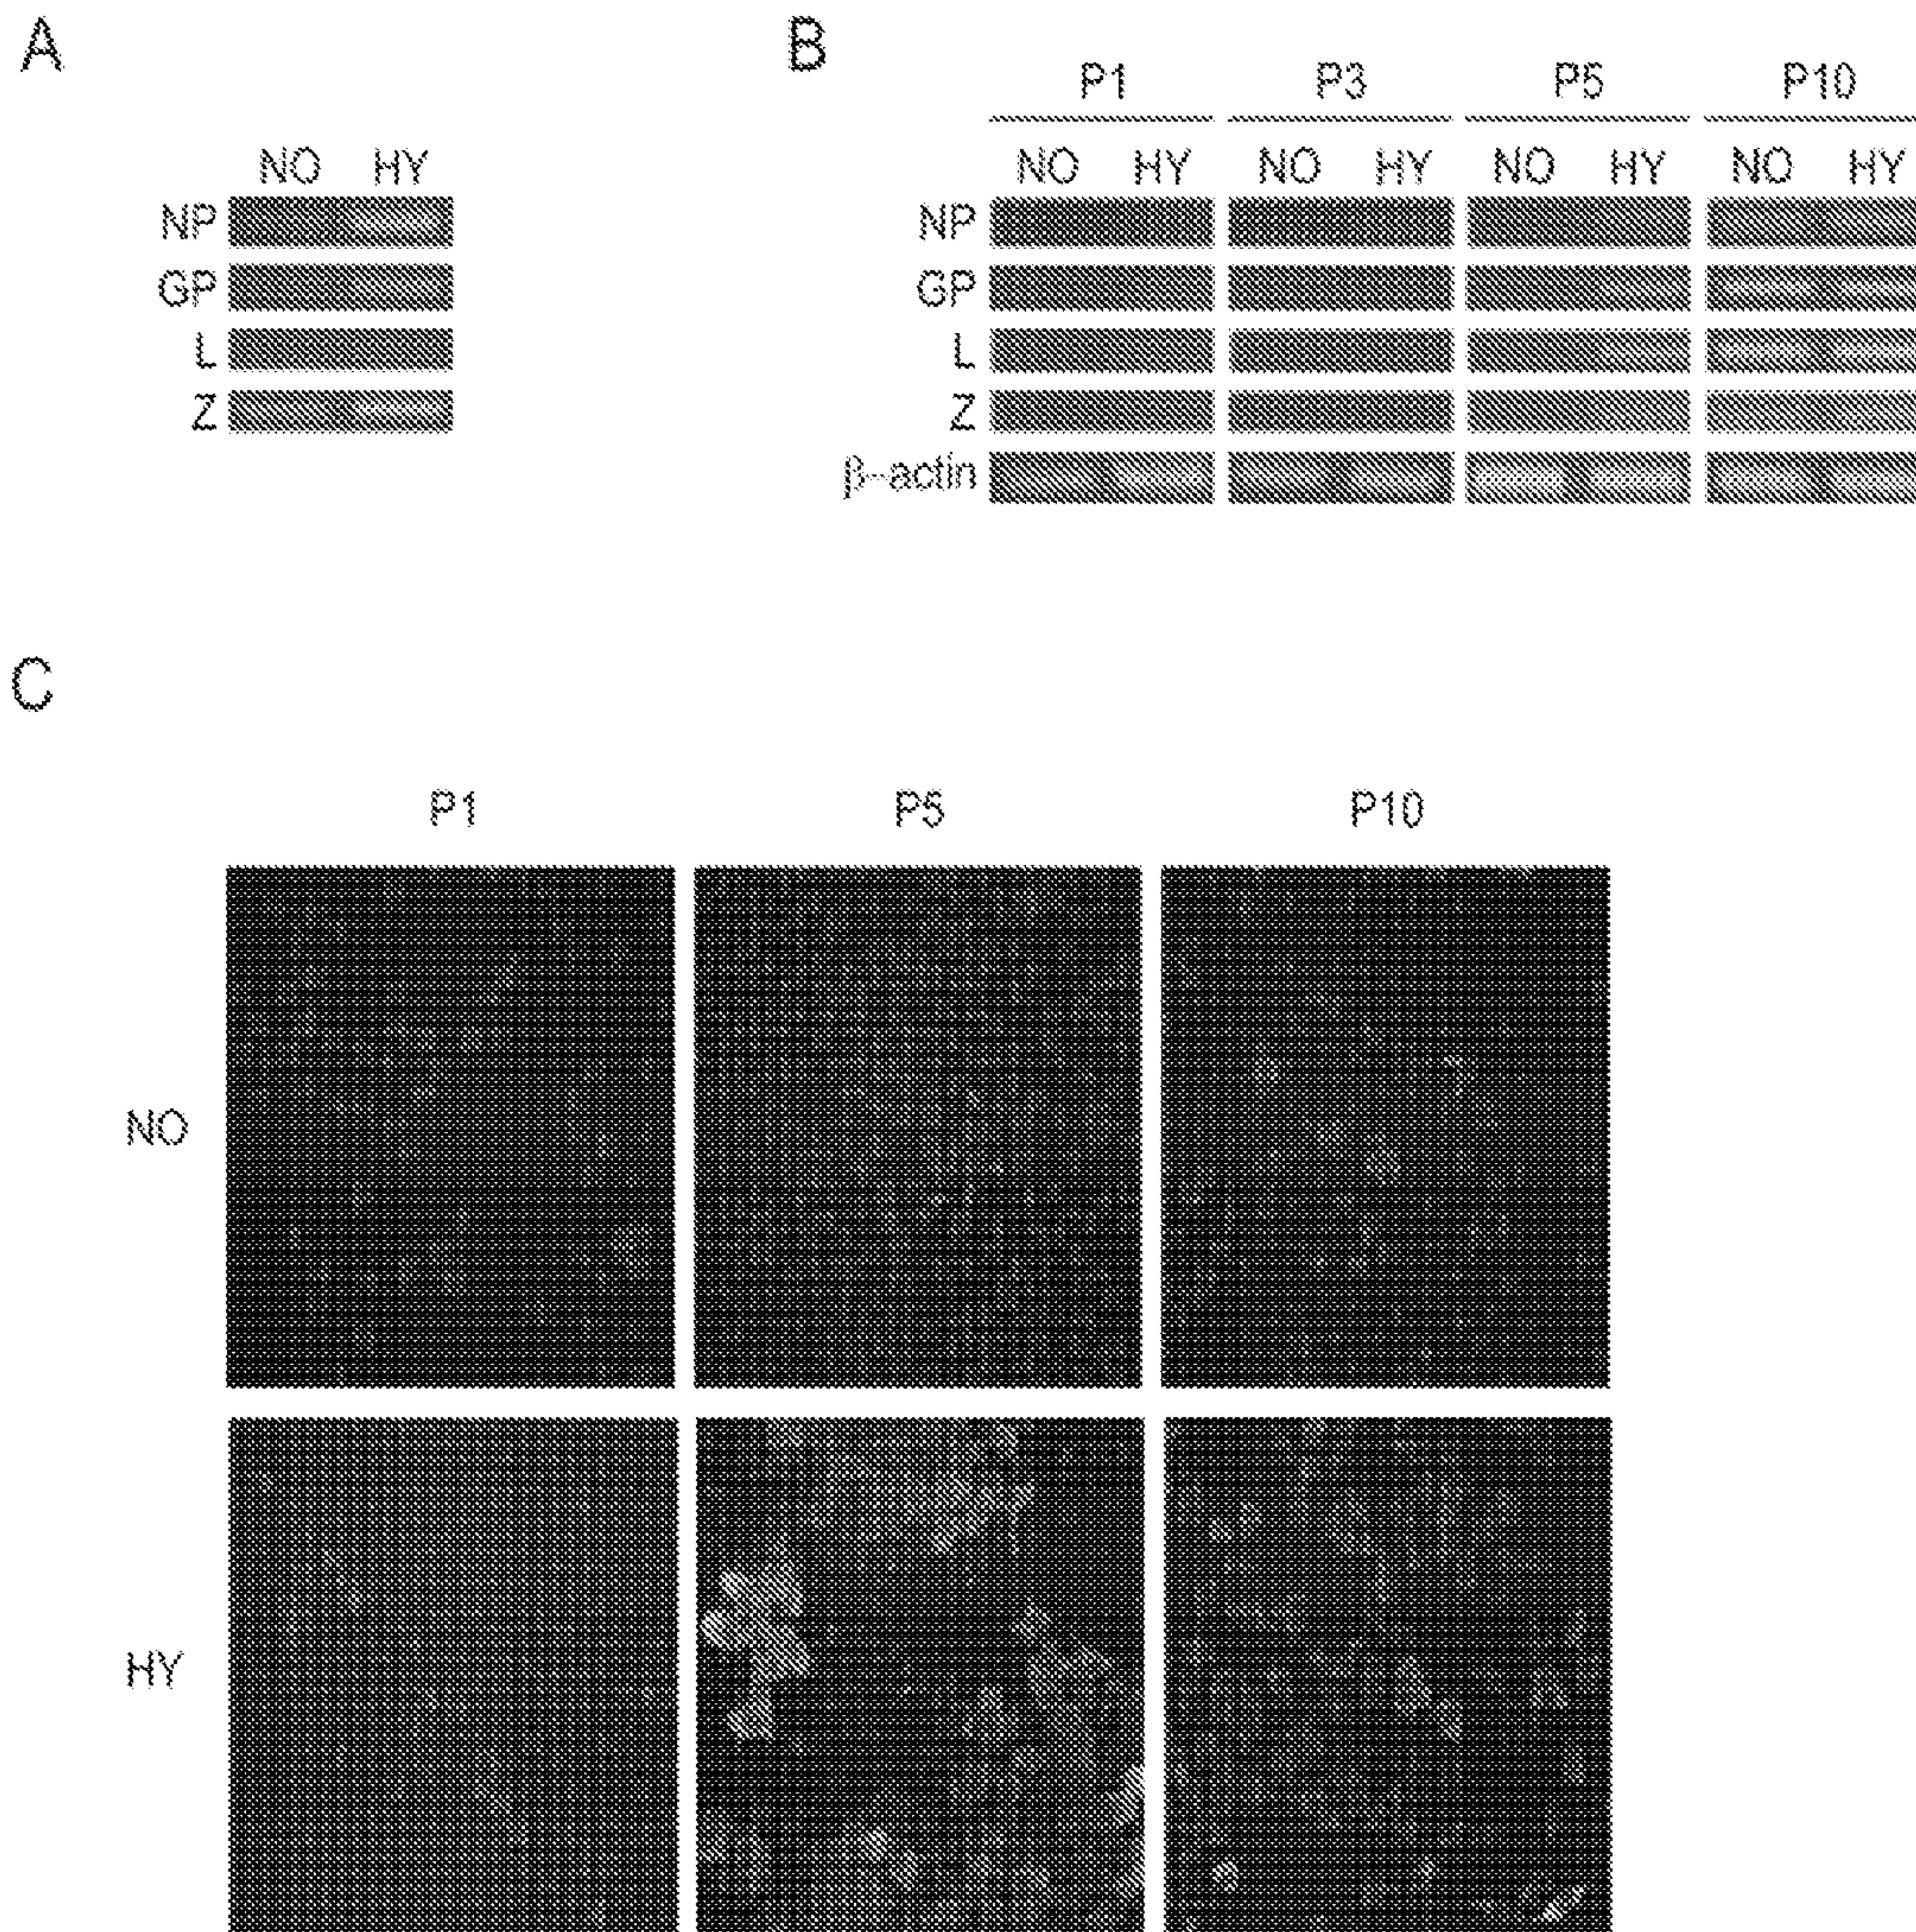 A
B
P1 P3 P5 P10
NO HY
NO HY NO HY NO HY NO HY
NP
GP
L
Z
NP
GP
L
Z
β-actin
C
P1 P5 P10
NO
HY